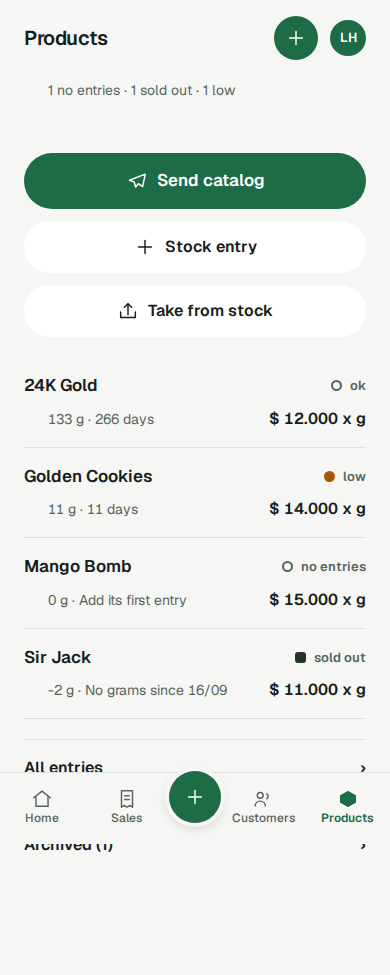 Products
LH
1 no entries · 1 sold out · 1 low
Send catalog
Stock entry
Take from stock
24K Gold
ok
133 g · 266 days
$ 12.000 x g
Golden Cookies
low
11 g · 11 days
$ 14.000 x g
Mango Bomb
no entries
0 g · Add its first entry
$ 15.000 x g
Sir Jack
sold out
-2 g · No grams since 16/09
$ 11.000 x g
All entries
Home
Sales
Customers
Products
Archived (1)